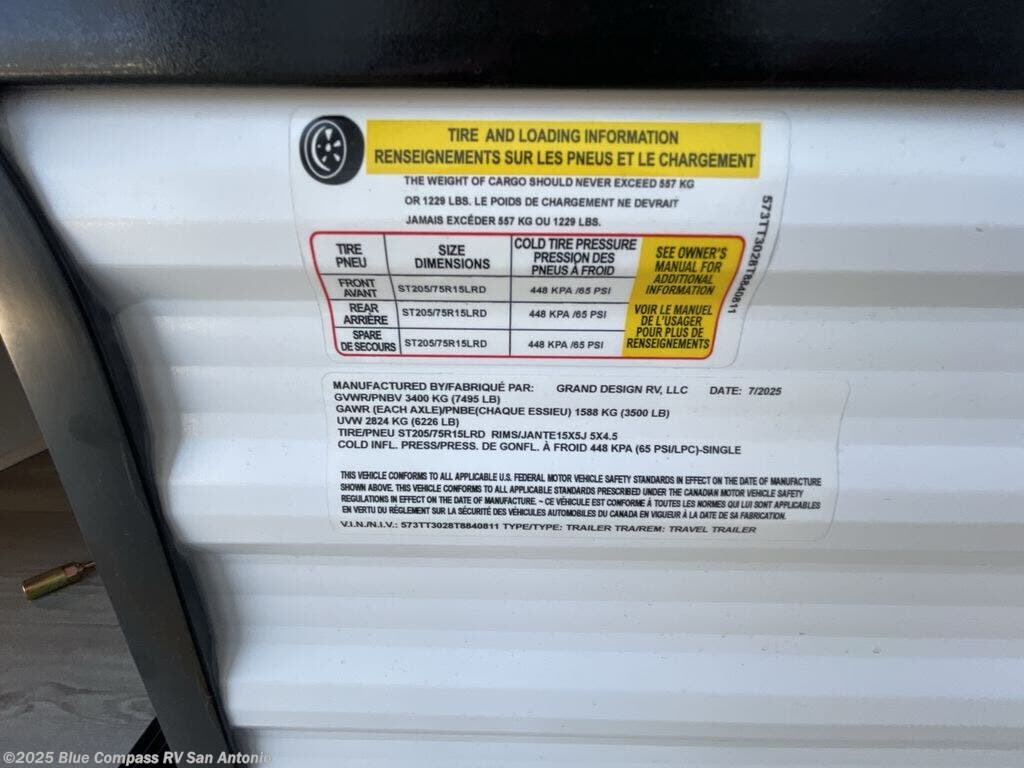 TIRE AND LOADING INFORMATION
RENSEIGNEMENTS SUR LES PNEUS ET LE CHARGEMENT
THE WEIGHT OF CARGO SHOULD NEVER EXCEED 557 KG
OR 1229 LBS. LE POIDS DE CHARGEMENT NE DEVRAIT
JAMAIS EXCÉDER 557 KG OU 1229 LBS.
TIRE
PNEU
SIZE
DIMENSIONS
COLD TIRE PRESSURE
PRESSION DES
PNEUS À FROID
SEE OWNER'S
MANUAL FOR
ADDITIONAL
INFORMATION
FRONT
AVANT
ST205/75R15LRD
448 KPA /65 PSI
REAR
ARRIÈRE
ST205/75R15LRD
448 KPA /65 PSI
VOIR LE MANUEL
DE L'USAGER
POUR PLUS DE
RENSEIGNEMENTS
SPARE
DE SECOURS
ST205/75R15LRD
448 KPA /65 PSI
573TT3028T8840811
MANUFACTURED BY/FABRIQUÉ PAR: GRAND DESIGN RV, LLC DATE: 7/2025
GVWR/PNBV 3400 KG (7495 LB)
GAWR (EACH AXLE)/PNBE(CHAQUE ESSIEU) 1588 KG (3500 LB)
UVW 2824 KG (6226 LB)
TIRE/PNEU ST205/75R15LRD RIMS/JANTE15X5J 5X4.5
COLD INFL. PRESS/PRESS. DE GONFL. À FROID 448 KPA (65 PSI/LPC)-SINGLE
THIS VEHICLE CONFORMS TO ALL APPLICABLE U.S. FEDERAL MOTOR VEHICLE SAFETY STANDARDS IN EFFECT ON THE DATE OF MANUFACTURE
SHOWN ABOVE. THIS VEHICLE CONFORMS TO ALL APPLICABLE STANDARDS PRESCRIBED UNDER THE CANADIAN MOTOR VEHICLE SAFETY
REGULATIONS IN EFFECT ON THE DATE OF MANUFACTURE. ~ CE VÉHICULE EST CONFORME À TOUTES LES NORMES QUI LUI SONT APPLICABLES
EN VERTU DU RÈGLEMENT SUR LA SÉCURITÉ DES VÉHICULES AUTOMOBILES DU CANADA EN VIGUEUR À LA DATE DE SA FABRICATION.
V.I.N./N.I.V.: 573TT3028T8840811 TYPE/TYPE: TRAILER TRA/REM: TRAVEL TRAILER
©2025 Blue Compass RV San Antonio